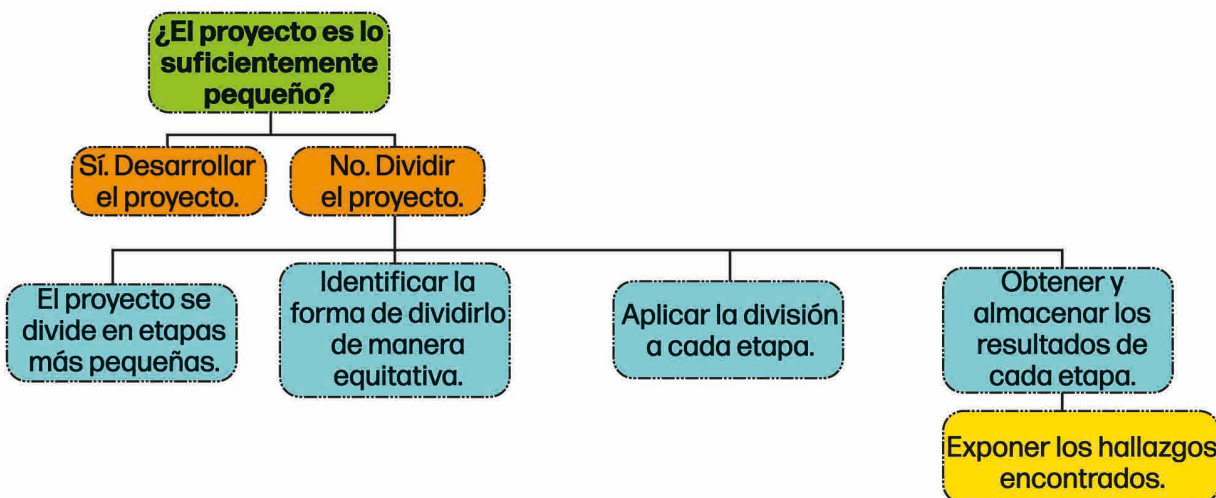 ¿El proyecto es lo
suficientemente
pequeño?
Sí. Desarrollar
el proyecto.
No. Dividir
el proyecto.
El proyecto se
divide en etapas
más pequeñas.
Identificar la
forma de dividirlo
de manera
equitativa.
Aplicar la división
a cada etapa.
Obtener y
almacenar los
resultados de
cada etapa.
Exponer los hallazgos
encontrados.